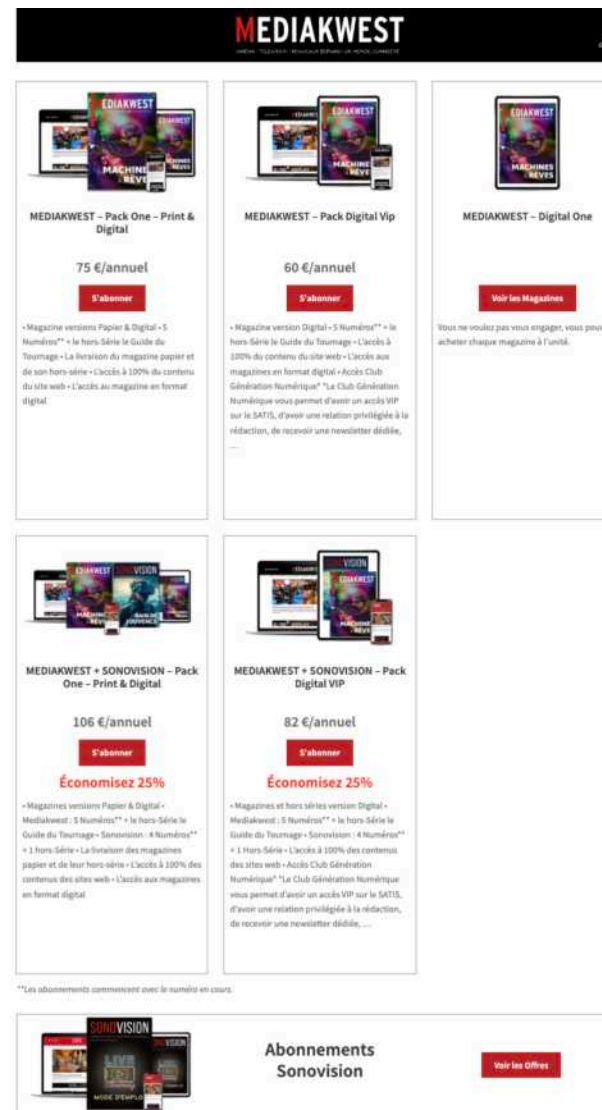 MEDIAKWEST
MEDIAKWEST – Pack One – Print &
Digital
75 €/annuel
S'abonner
• Magazine versions Papier & Digital • 5
Numéros** + le hors-Série le Guide du
Tournage • La livraison du magazine papier et
de son hors-série • L'accès à 100% du contenu
du site web • L'accès au magazine en format
digital
MEDIAKWEST – Pack Digital Vip
60 €/annuel
S'abonner
• Magazine version Digital • 5 Numéros** + le
hors-Série le Guide du Tournage • L'accès à
100% du contenu du site web • L'accès aux
magazines en format digital • Accès Club
Génération Numérique* *Le Club Génération
Numérique vous permet d'avoir un accès VIP
sur le SATIS, d'avoir une relation privilégiée à la
rédaction, de recevoir une newsletter dédiée,
…
MEDIAKWEST – Digital One
Voir les Magazines
Vous ne voulez pas vous engager, vous pouv
acheter chaque magazine à l'unité.
MEDIAKWEST + SONOVISION – Pack
One – Print & Digital
106 €/annuel
S'abonner
Économisez 25%
• Magazines versions Papier & Digital •
Mediakwest : 5 Numéros** + le hors-Série le
Guide du Tournage • Sonovision : 4 Numéros**
+ 1 hors-Série • La livraison des magazines
papier et de leur hors-série • L'accès à 100% des
contenus des sites web • L'accès aux magazines
en format digital
MEDIAKWEST + SONOVISION – Pack
Digital VIP
82 €/annuel
S'abonner
Économisez 25%
• Magazines et hors séries version Digital •
Mediakwest : 5 Numéros** + le hors-Série le
Guide du Tournage • Sonovision : 4 Numéros**
+ 1 Hors-Série • L'accès à 100% des contenus
des sites web • Accès Club Génération
Numérique* *Le Club Génération Numérique
vous permet d'avoir un accès VIP sur le SATIS,
d'avoir une relation privilégiée à la rédaction,
de recevoir une newsletter dédiée, …
**Les abonnements commencent avec le numéro en cours.
SONOVISION
LIVE
MODE D'EMPLOI
Abonnements
Sonovision
Voir les Offres